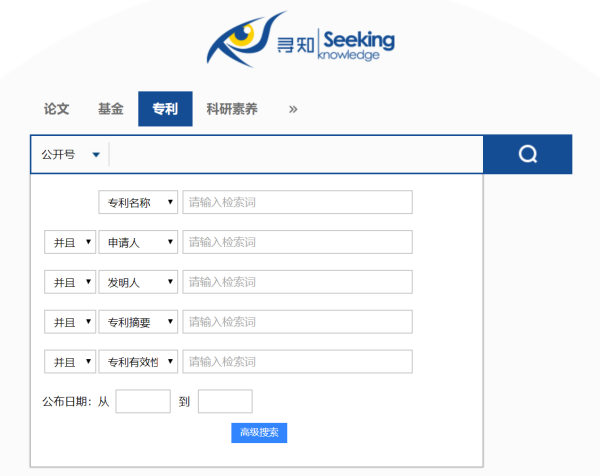 寻知 Seeking
knowledge
论文 基金 专利 科研素养 »
公开号
专利名称 请输入检索词
并且 申请人 请输入检索词
并且 发明人 请输入检索词
并且 专利摘要 请输入检索词
并且 专利有效性 请输入检索词
公布日期：从 到
高级搜索